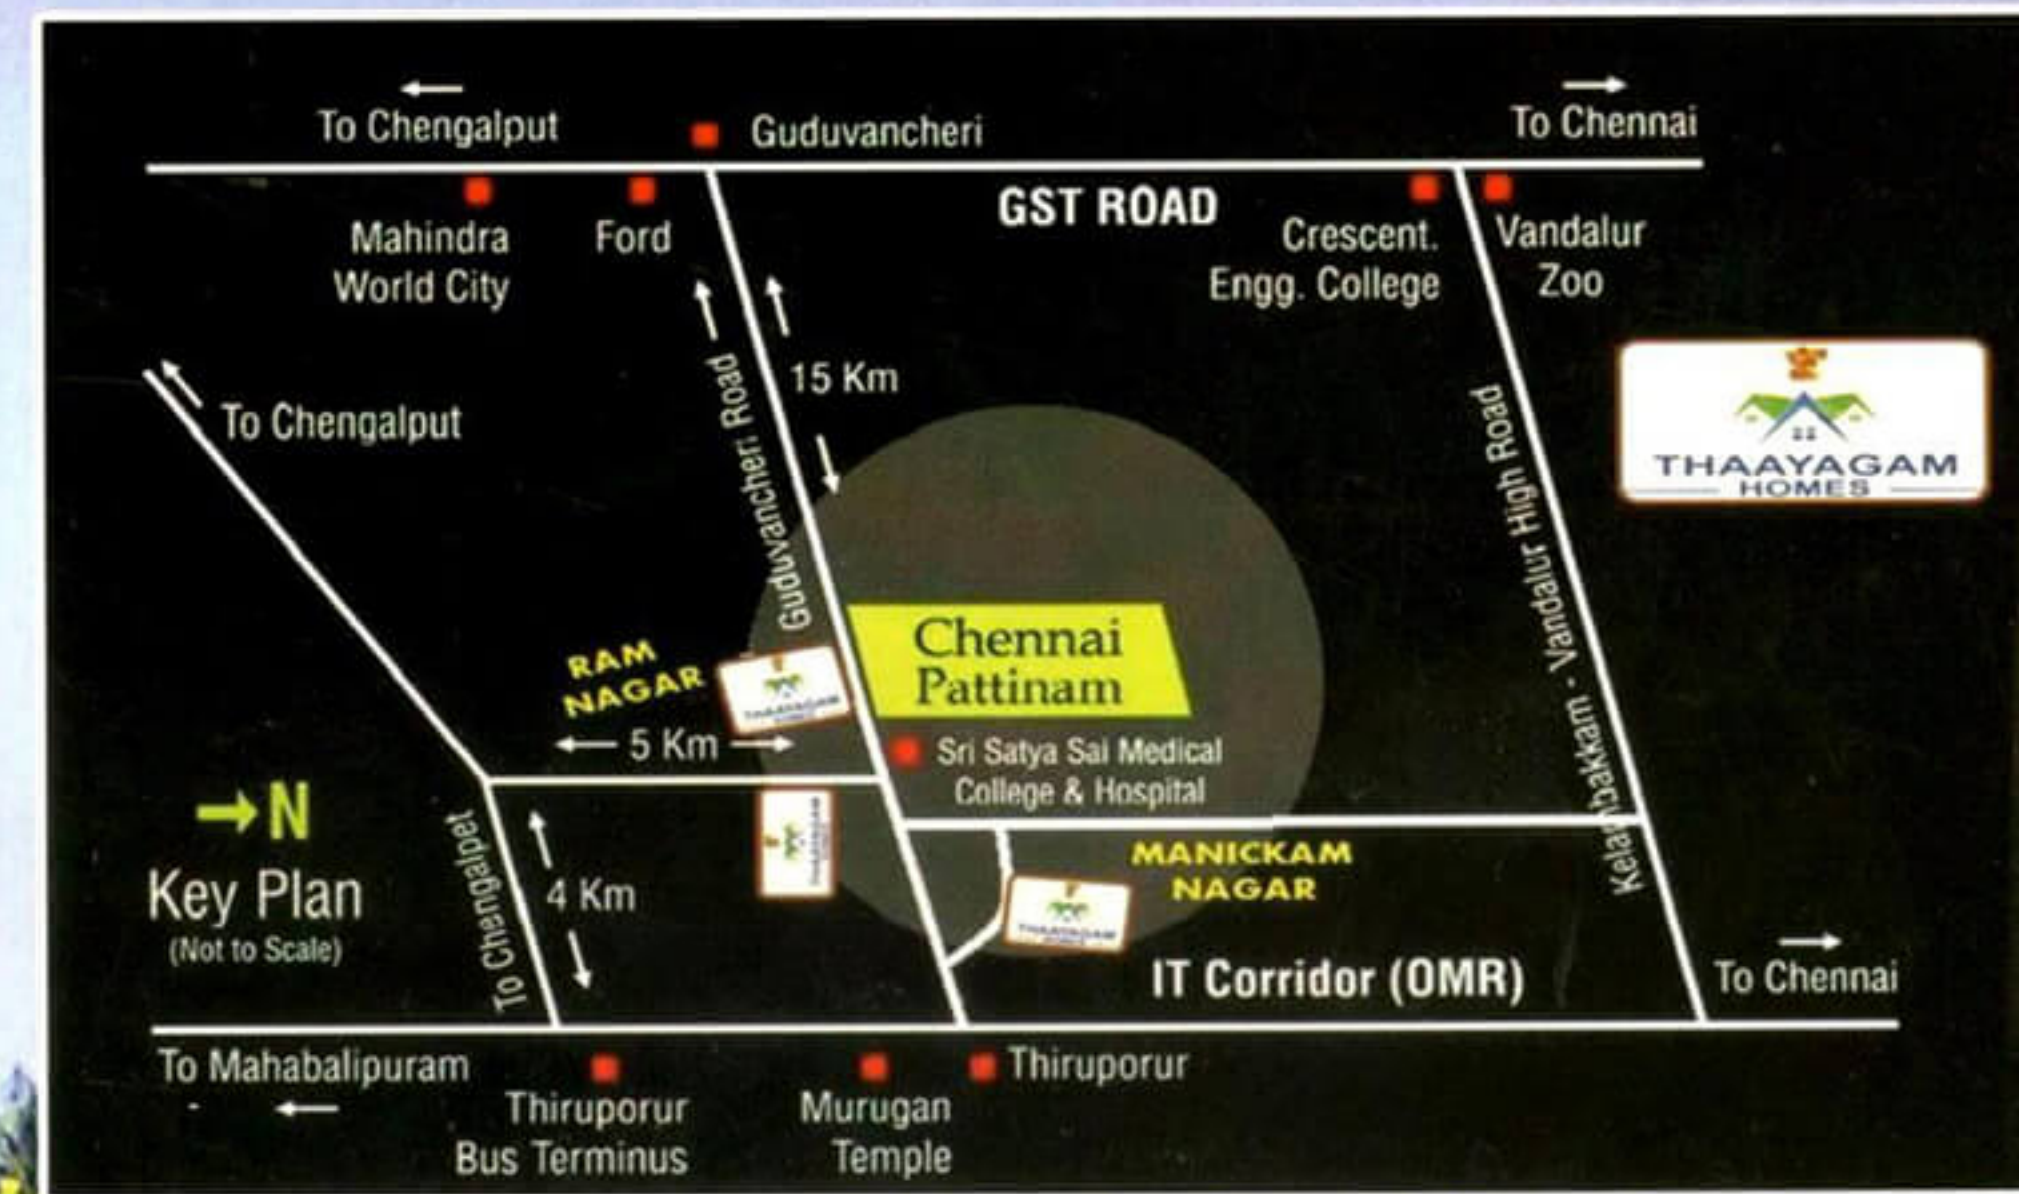 To Chengalput
Guduvancheri
To Chennai
GST ROAD
Mahindra
World City
Ford
Crescent.
Engg. College
Vandalur
Zoo
15 Km
Guduvancheri Road
To Chengalput
Kelambakkam - Vandalur High Road
THAAYAGAM
HOMES
Chennai
Pattinam
RAM
NAGAR
THAAYAGAM
5 Km
Sri Satya Sai Medical
College & Hospital
THAAYAGAM
N
Key Plan
(Not to Scale)
To Chengalpet
4 Km
MANICKAM
NAGAR
THAAYAGAM
IT Corridor (OMR)
To Chennai
To Mahabalipuram
Thiruporur
Bus Terminus
Murugan
Temple
Thiruporur